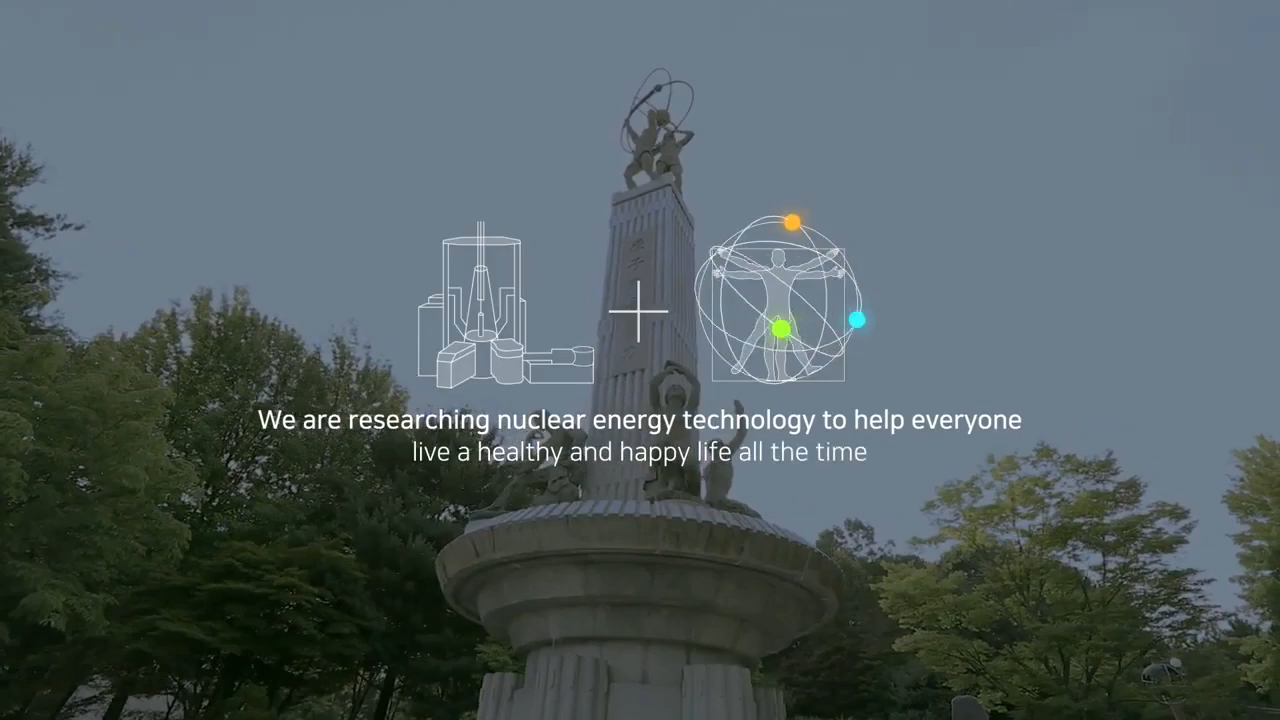 We are researching nuclear energy technology to help everyone
live a healthy and happy life all the time